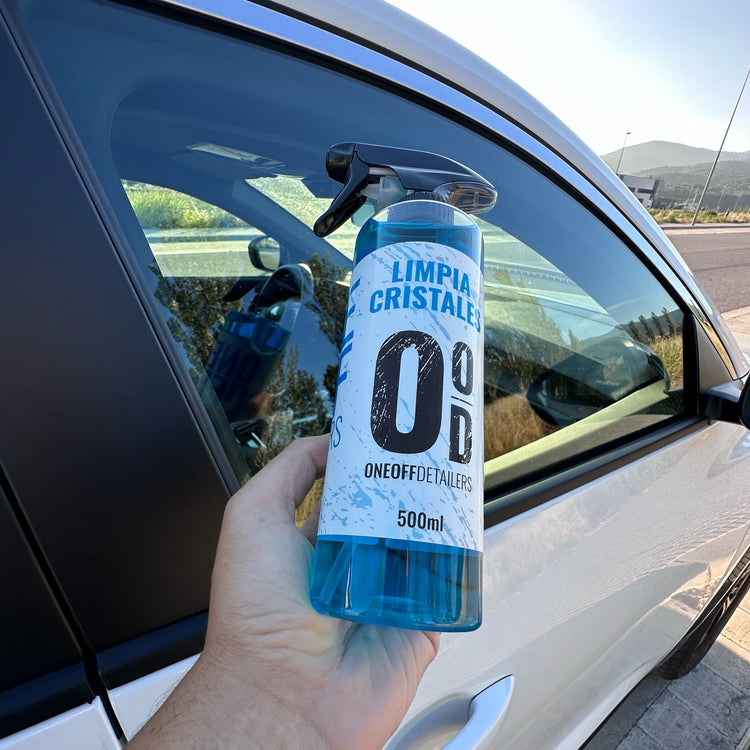 LIMPIA
CRISTALES
O O
D
ONEOFFDETAILERS
500ml